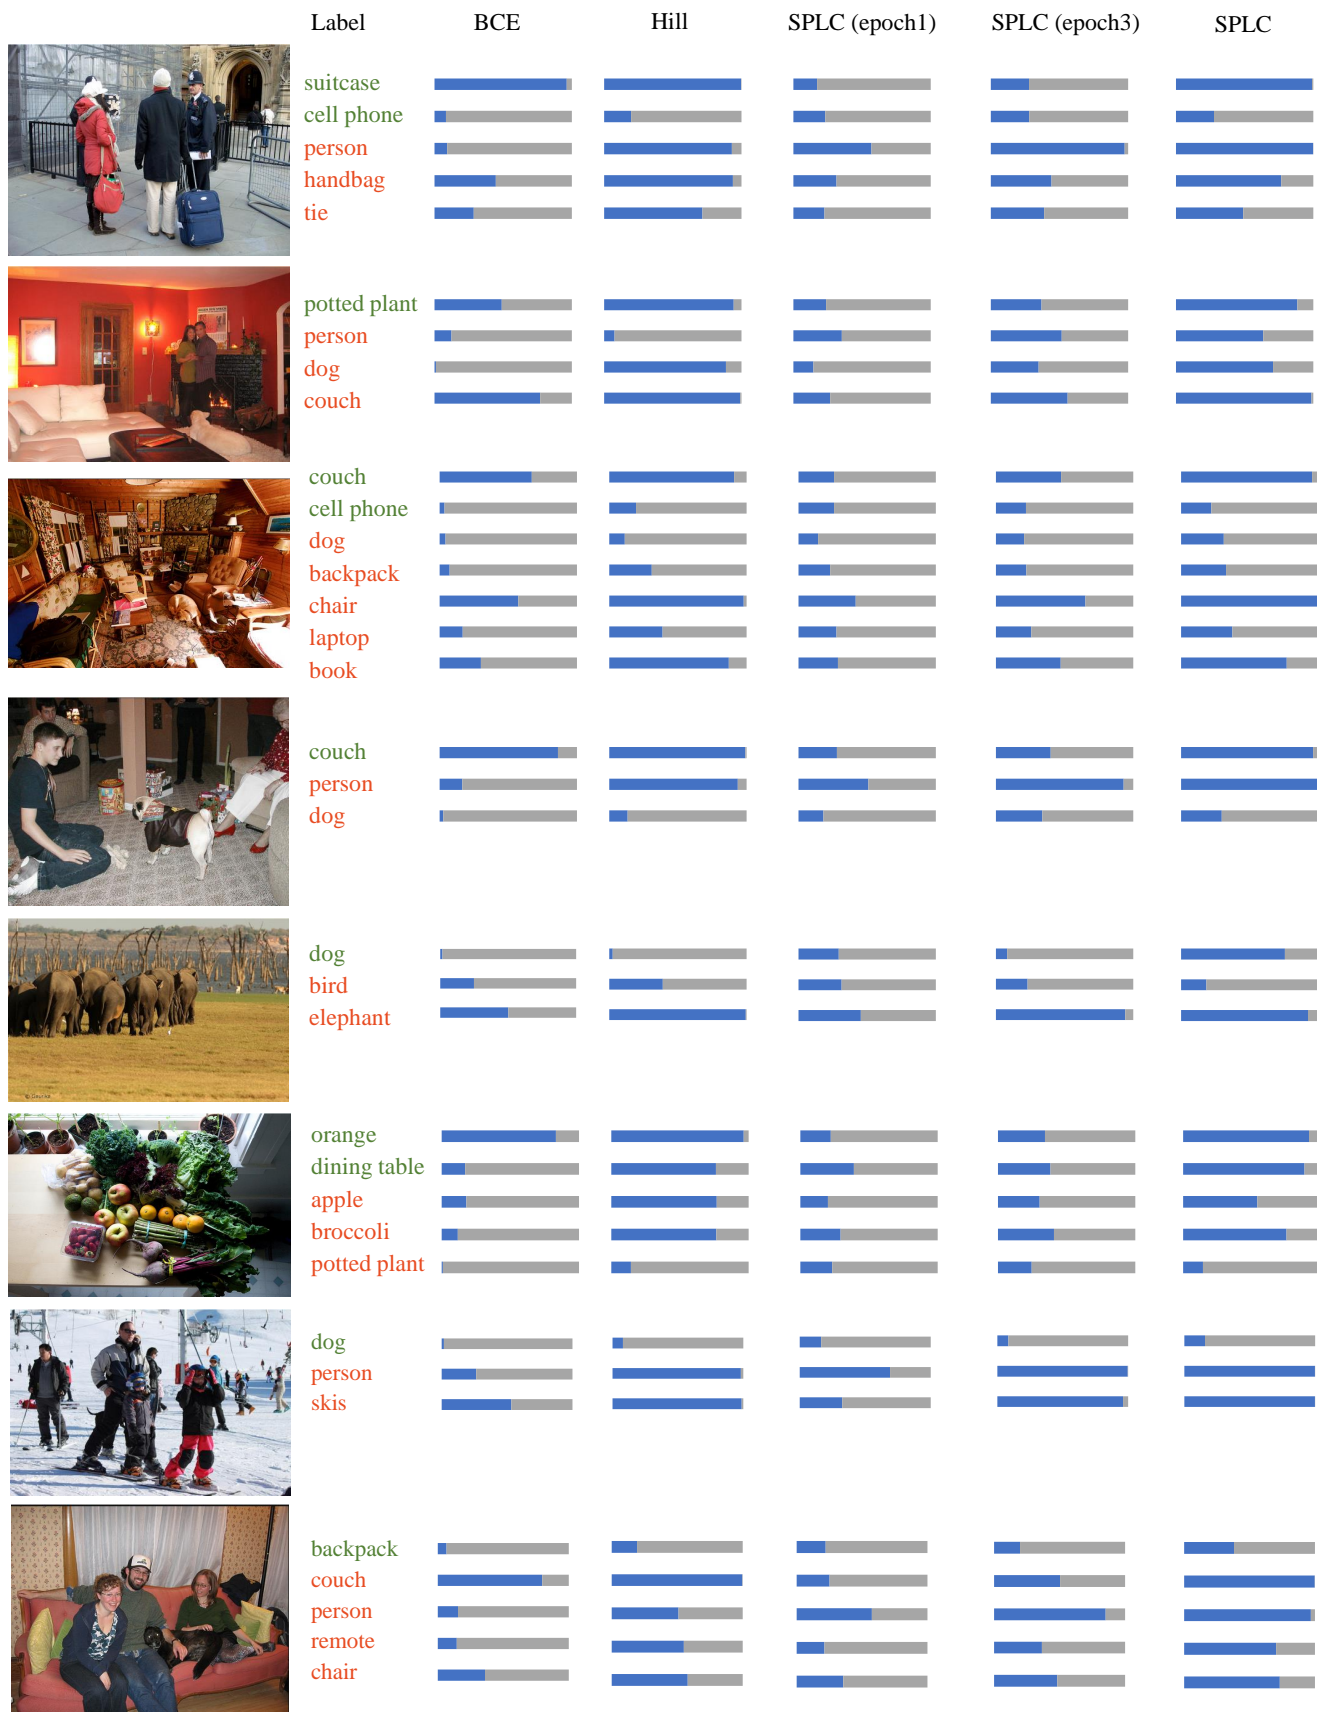 Label BCE Hill SPLC (epoch1) SPLC (epoch3) SPLC
suitcase
cell phone
person
handbag
tie
potted plant
person
dog
couch
couch
cell phone
dog
backpack
chair
laptop
book
couch
person
dog
dog
bird
elephant
orange
dining table
apple
broccoli
potted plant
dog
person
skis
backpack
couch
person
remote
chair